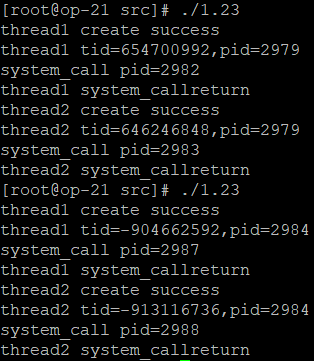 [root@op-21 src]# ./1.23
thread1 create success
thread1 tid=654700992,pid=2979
system_call pid=2982
thread1 system_callreturn
thread2 create success
thread2 tid=646246848,pid=2979
system_call pid=2983
thread2 system_callreturn
[root@op-21 src]# ./1.23
thread1 create success
thread1 tid=-904662592,pid=2984
system_call pid=2987
thread1 system_callreturn
thread2 create success
thread2 tid=-913116736,pid=2984
system_call pid=2988
thread2 system_callreturn